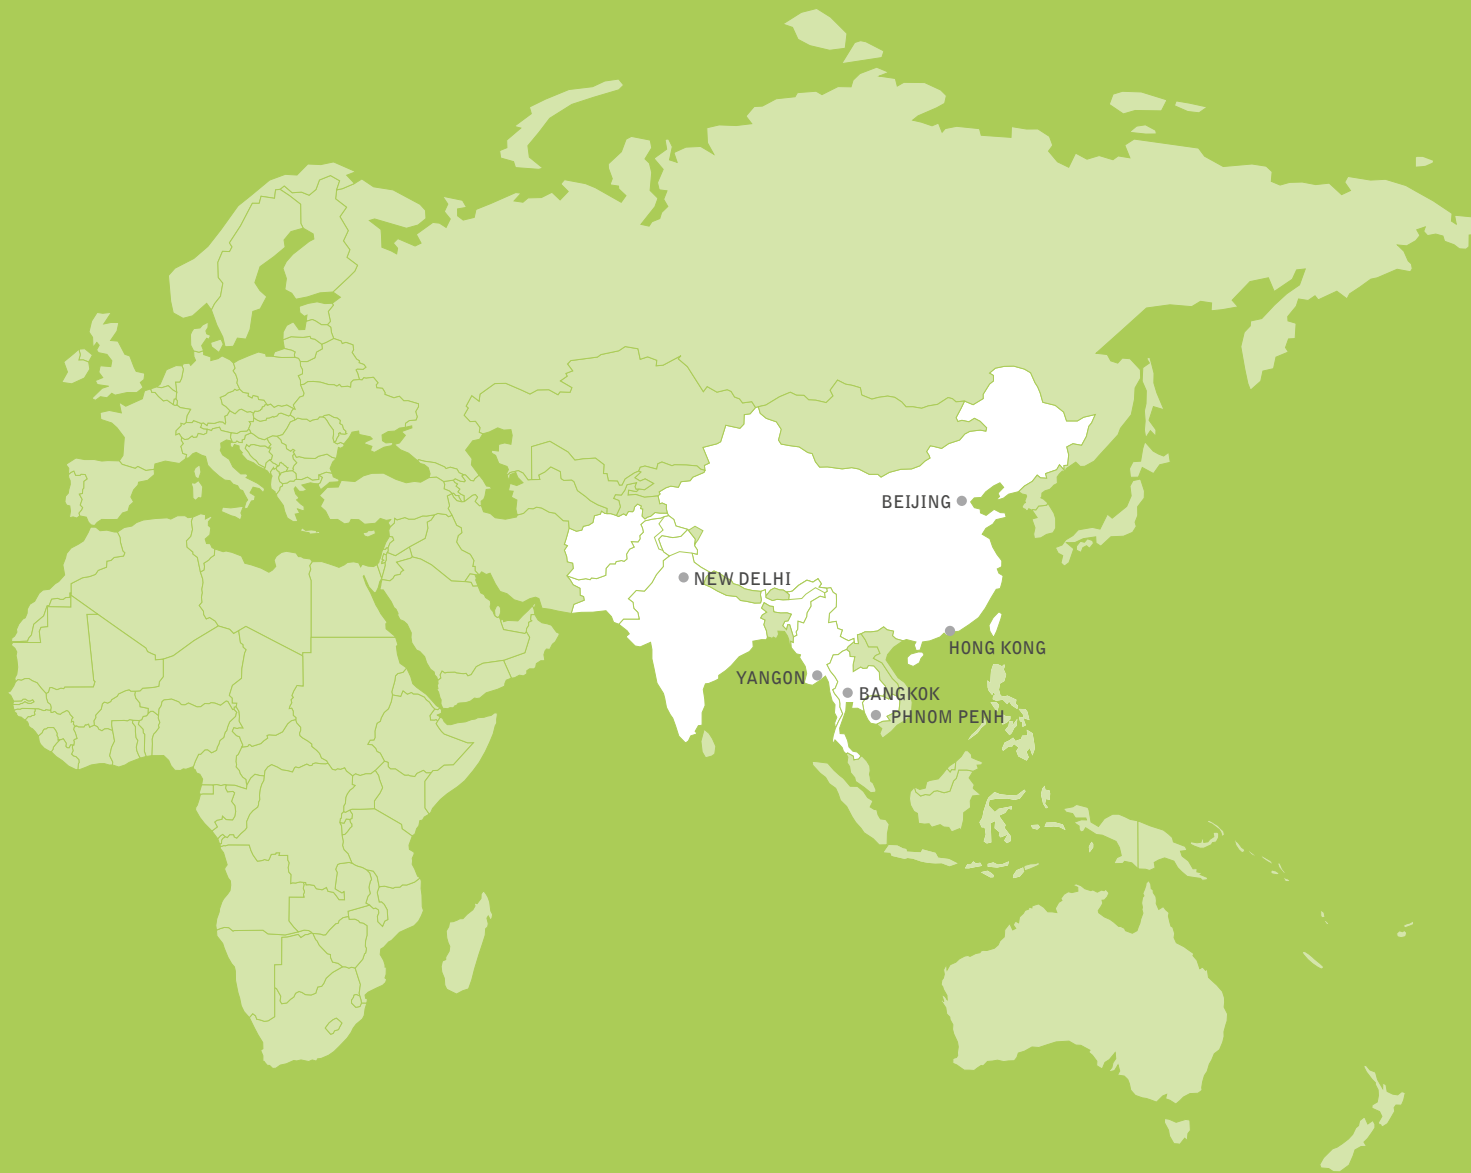 BEIJING
NEW DELHI
HONG KONG
YANGON
BANGKOK
PHNOM PENH